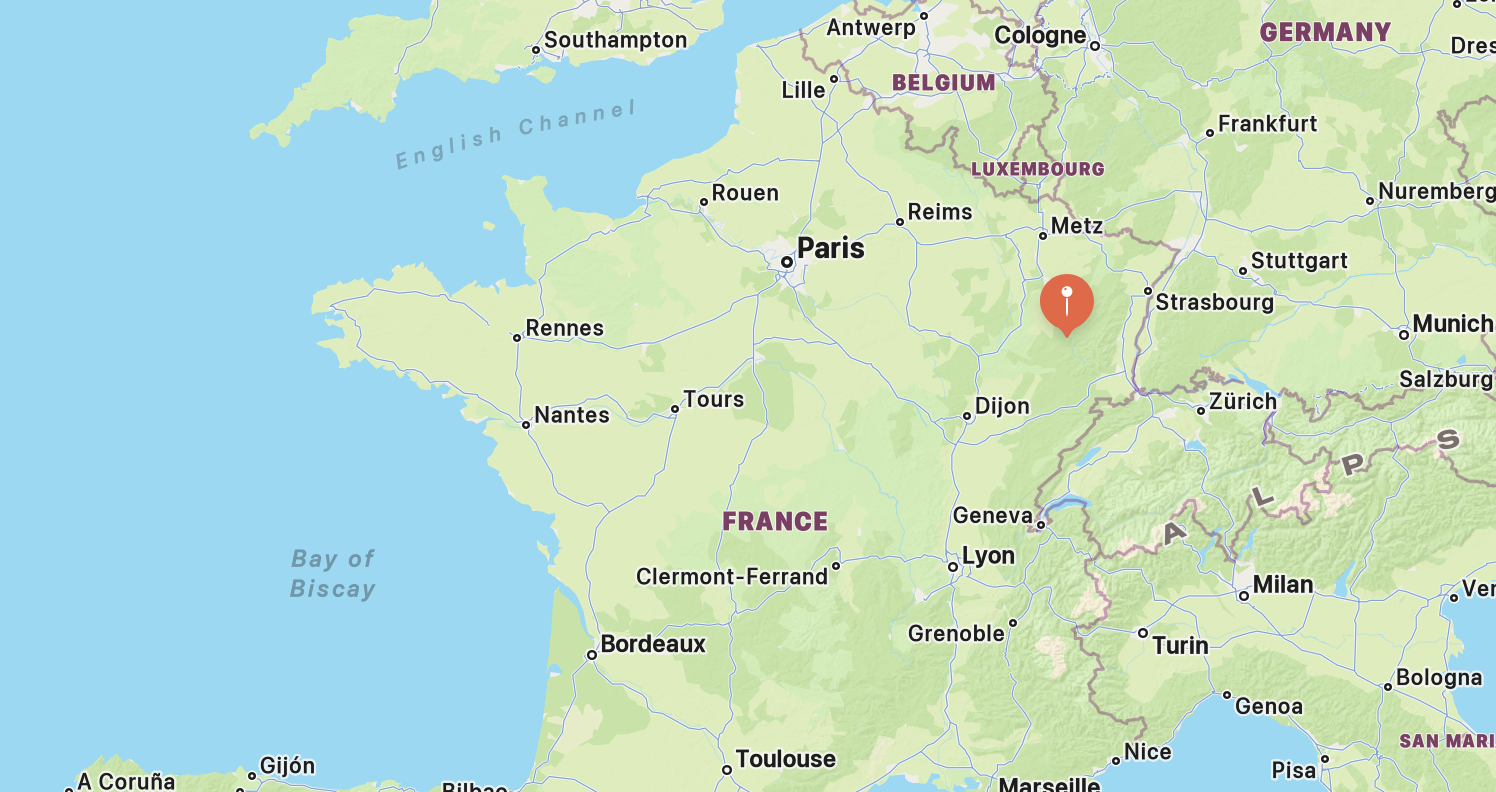 Southampton
Antwerp
Cologne
GERMANY
Lille
BELGIUM
English Channel
Frankfurt
LUXEMBOURG
Rouen
Reims
Metz
Nuremberg
Paris
Stuttgart
Strasbourg
Rennes
Munich
Salzburg
Nantes
Tours
Dijon
Zürich
ALPS
FRANCE
Geneva
Bay of
Biscay
Lyon
Clermont-Ferrand
Milan
Ver
Bordeaux
Grenoble
Turin
Bologna
Genoa
SAN MARI
Toulouse
Nice
Pisa
Gijón
A Coruña
Bilbao
Marseille
Dres